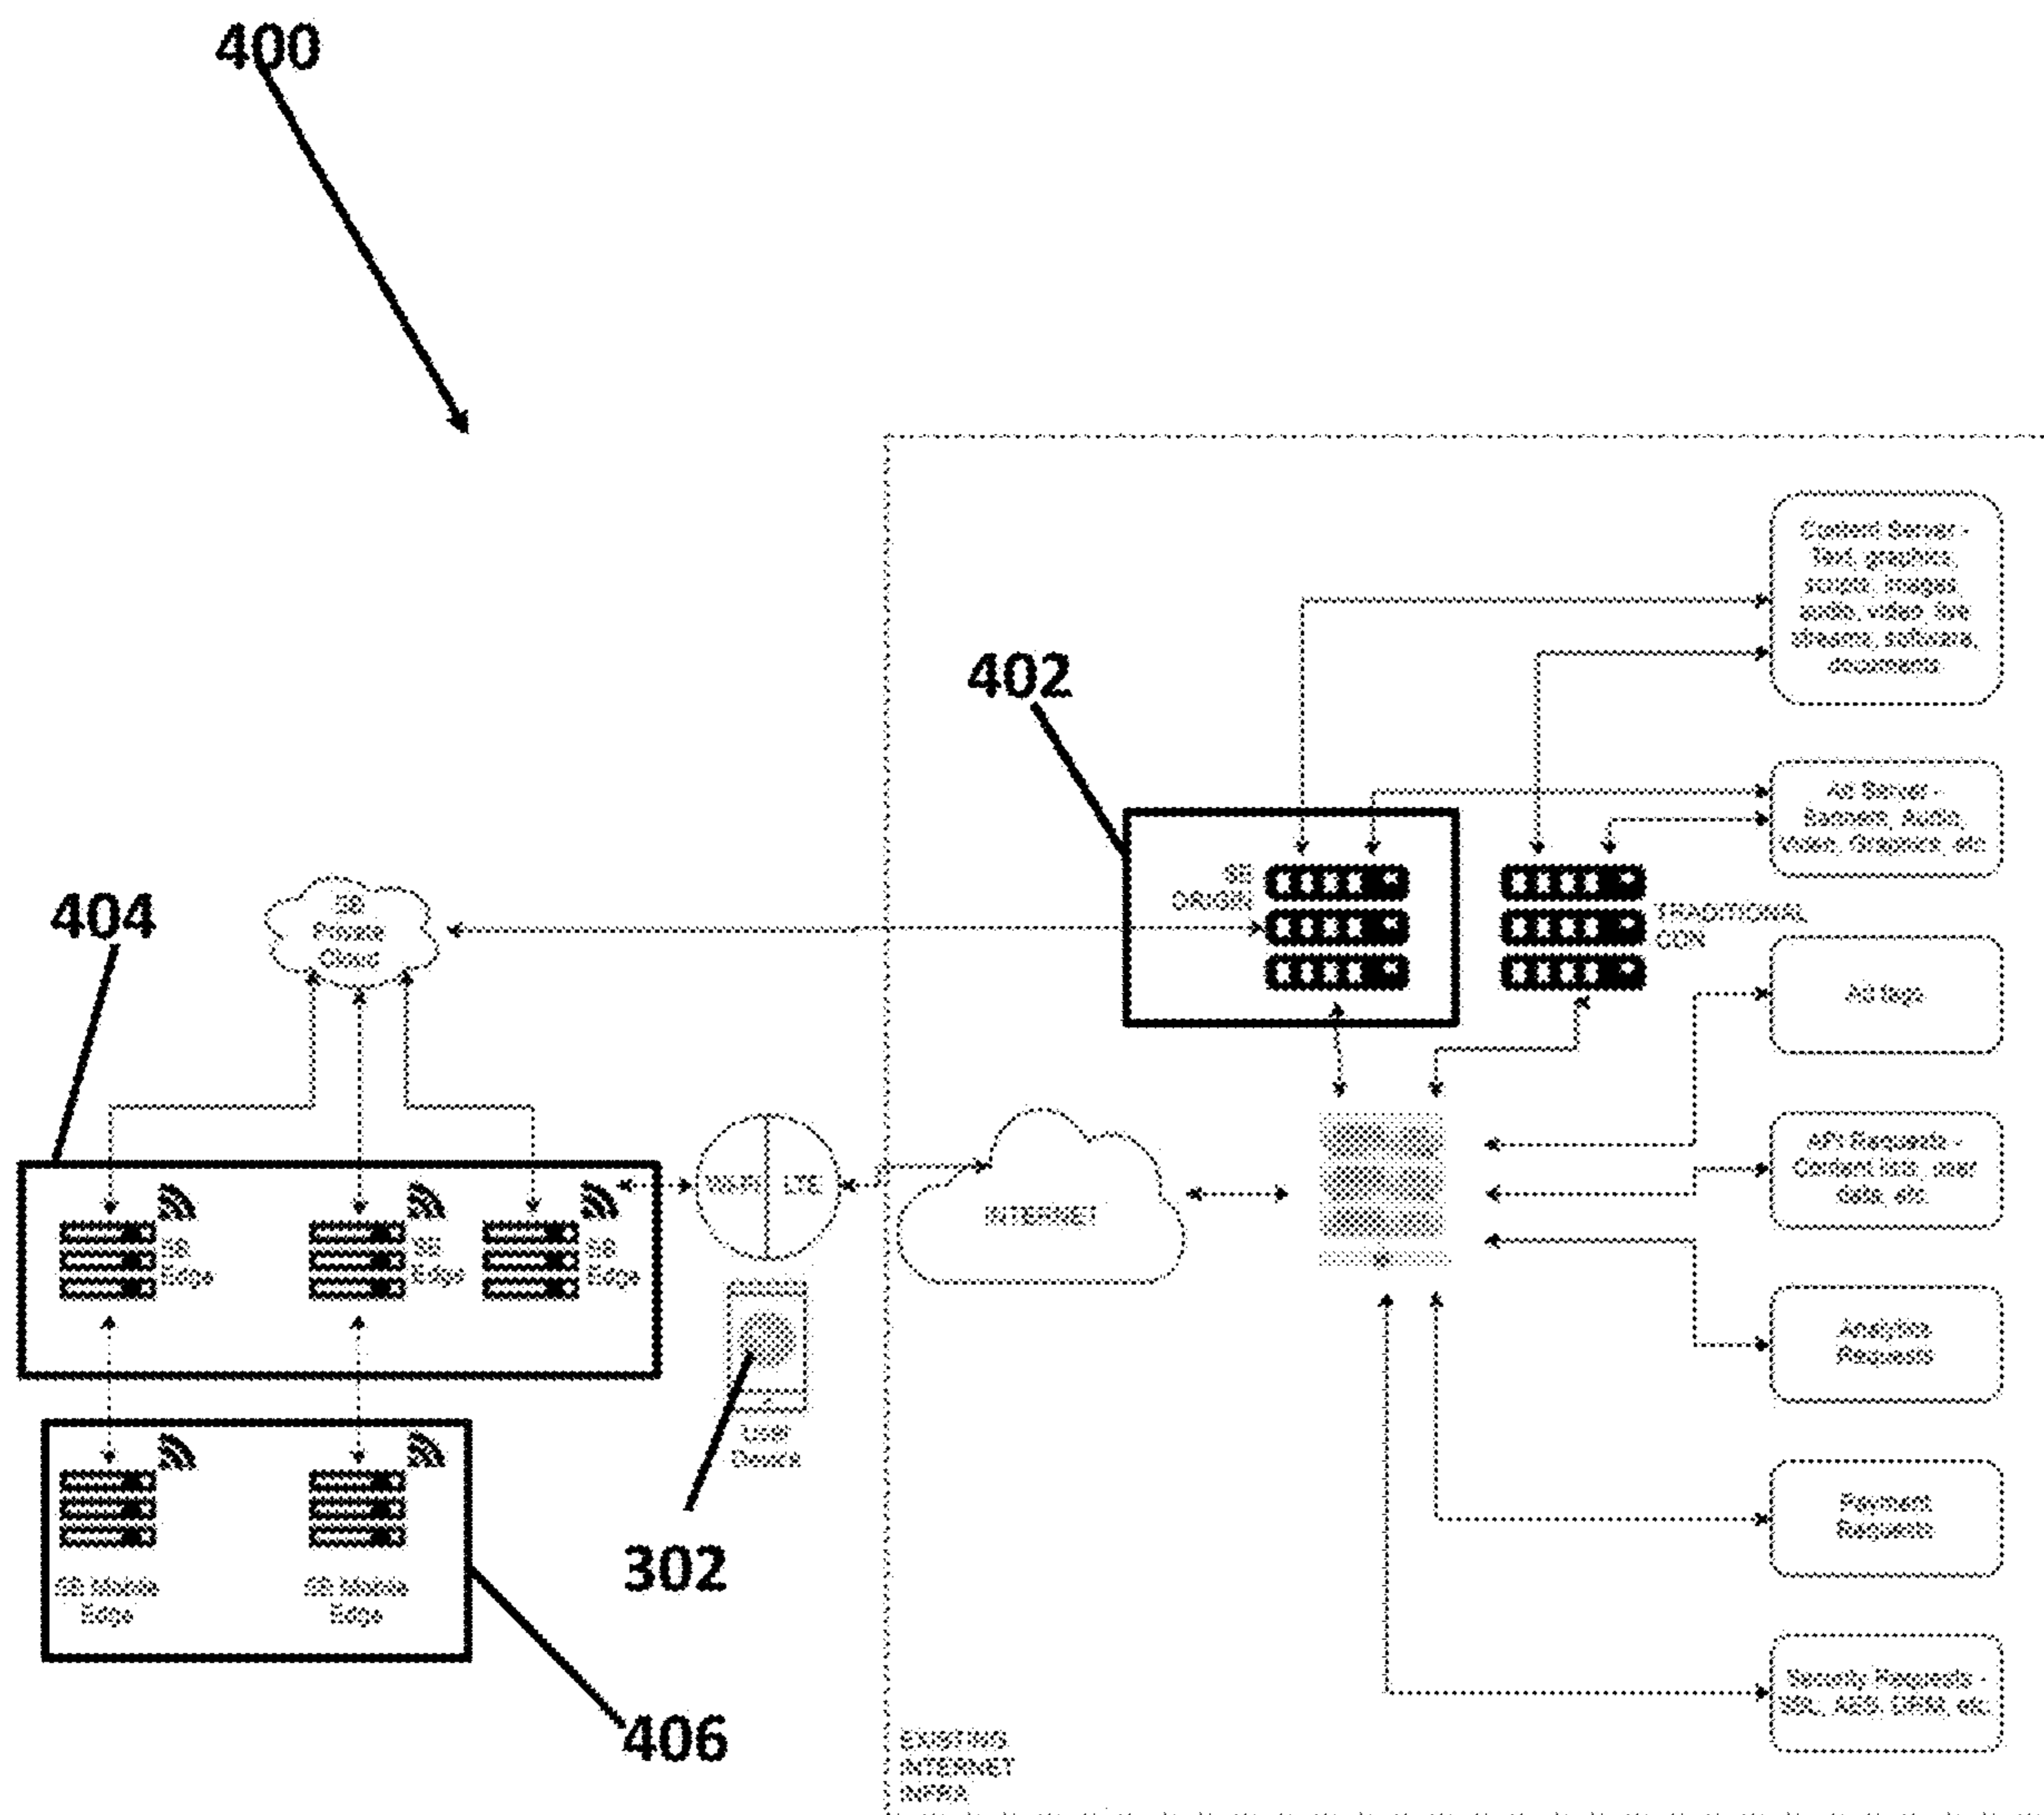 400
Content Server -
Text, graphics,
scripts, images,
audio, video, live
streams, software,
documents
402
Ad Server -
Banners, Audio,
Video, Graphics, etc
404
SB
Private
Cloud
SB
ORIGIN
TRADITIONAL
CDN
Ad tags
API Requests -
Content info, user
data, etc.
WI-FI
LTE
INTERNET
SB
Edge
SB
Edge
SB
Edge
Analytics
Requests
User
Device
302
SB Mobile
Edge
SB Mobile
Edge
Payment
Requests
406
Security Requests -
SSL, AES, DRM, etc.
EXISTING
INTERNET
INFRA